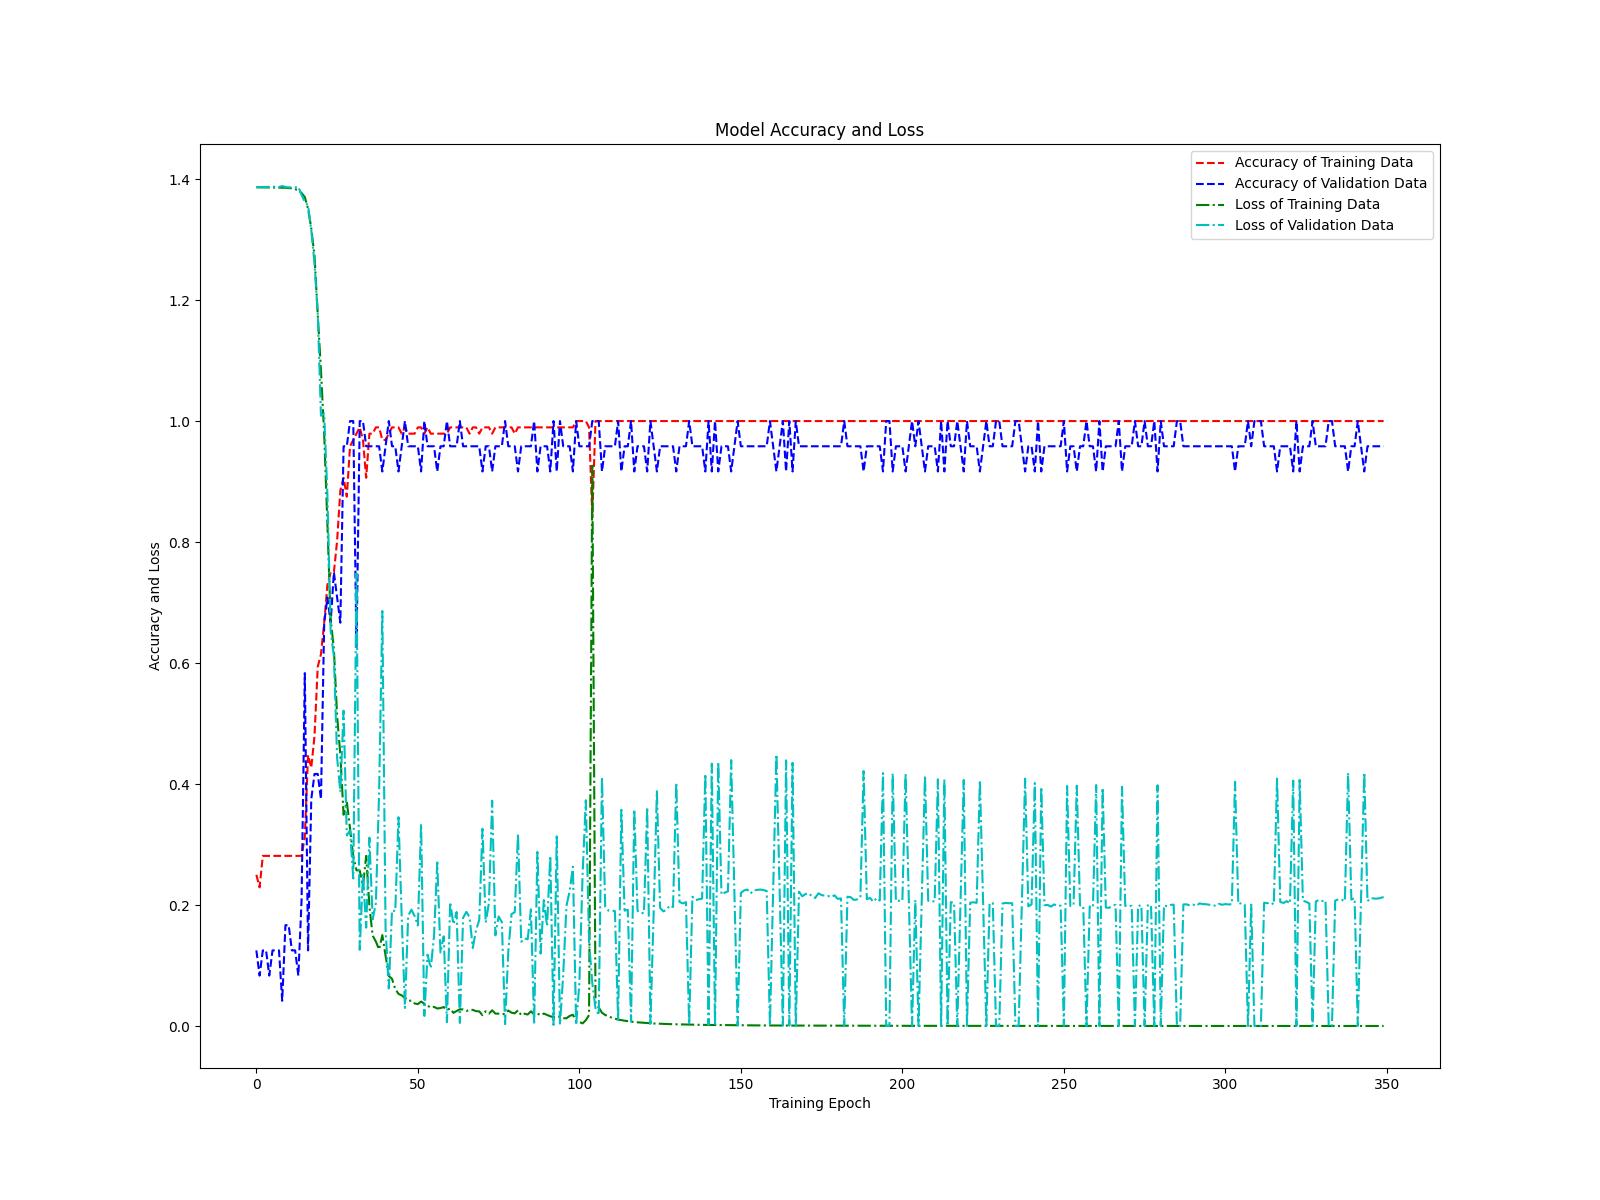 Model Accuracy and Loss
Accuracy of Training Data
Accuracy of Validation Data
Loss of Training Data
Loss of Validation Data
1.4
1.2
1.0
0.8
0.6
0.4
0.2
0.0
Accuracy and Loss
0 50 100 150 200 250 300 350
Training Epoch